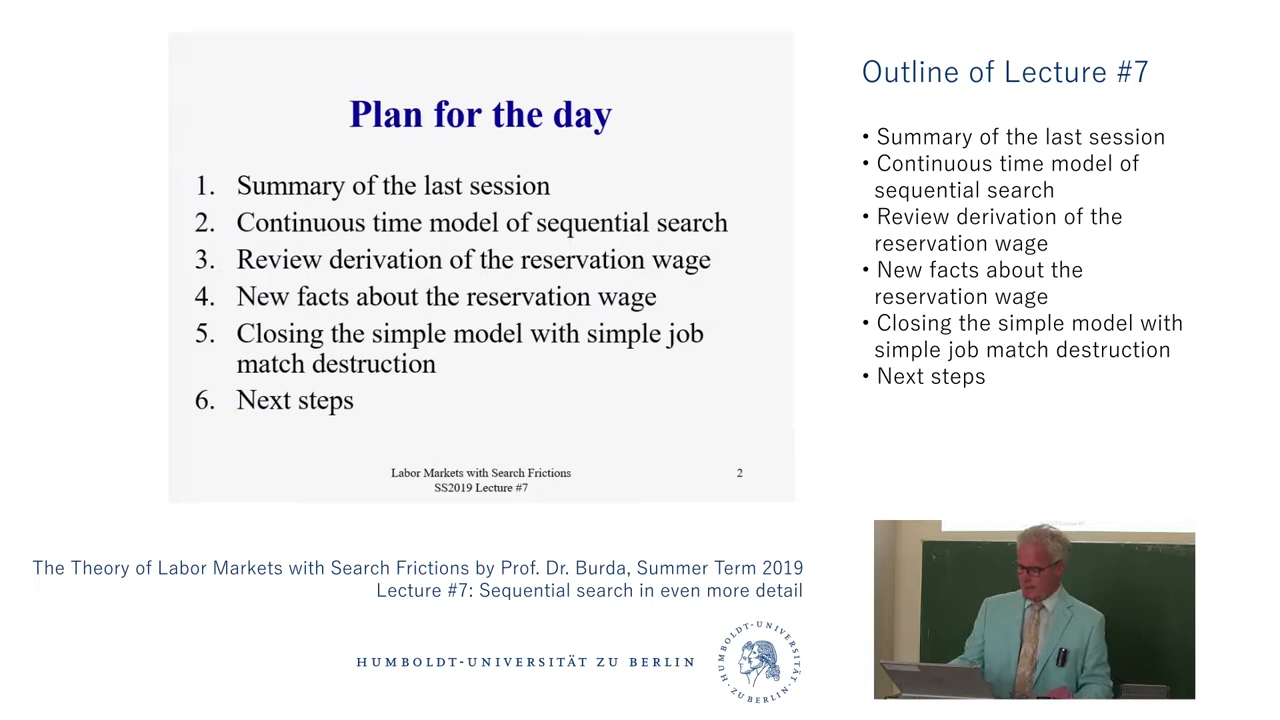 Plan for the day
1. Summary of the last session
2. Continuous time model of sequential search
3. Review derivation of the reservation wage
4. New facts about the reservation wage
5. Closing the simple model with simple job
match destruction
6. Next steps
Labor Markets with Search Frictions
SS2019 Lecture #7
2
Outline of Lecture #7
• Summary of the last session
• Continuous time model of
sequential search
• Review derivation of the
reservation wage
• New facts about the
reservation wage
• Closing the simple model with
simple job match destruction
• Next steps
The Theory of Labor Markets with Search Frictions by Prof. Dr. Burda, Summer Term 2019
Lecture #7: Sequential search in even more detail
HUMBOLDT-UNIVERSITÄT ZU BERLIN
HUMBOLDT-UNIVERSITÄT
ZU BERLIN